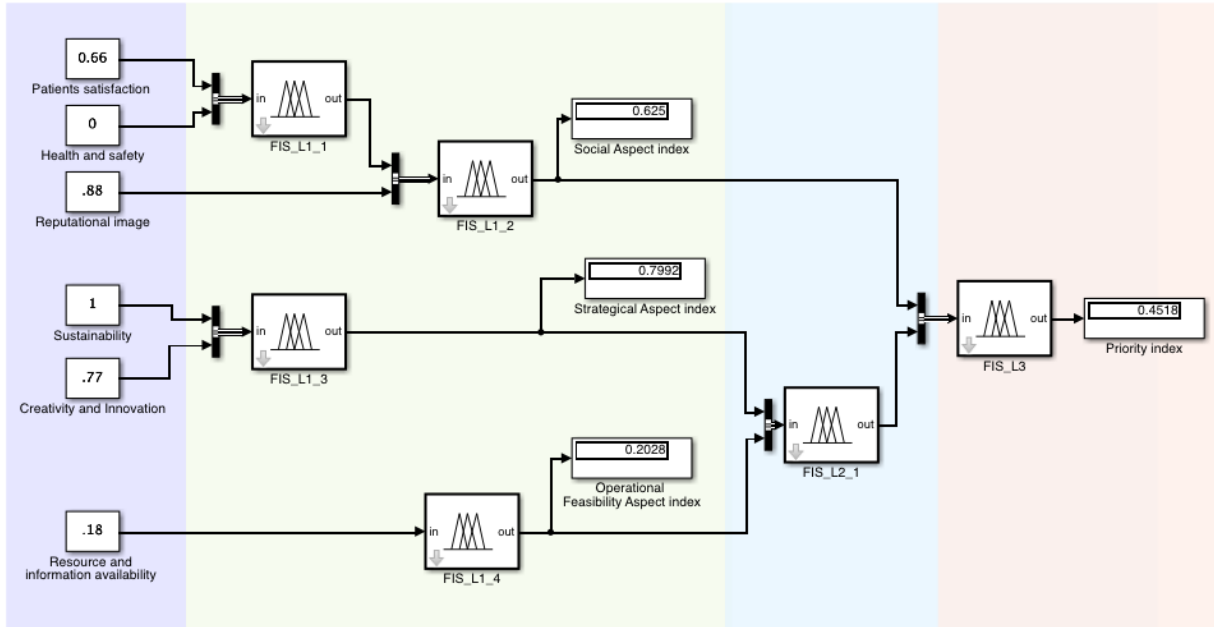 0.66
Patients satisfaction
0
Health and safety
.88
Reputational image
1
Sustainability
.77
Creativity and Innovation
.18
Resource and
information availability
in
out
FIS_L1_1
in
out
FIS_L1_2
0.625
Social Aspect index
in
out
FIS_L1_3
0.7992
Strategical Aspect index
in
out
FIS_L1_4
0.2028
Operational
Feasibility Aspect index
in
out
FIS_L2_1
in
out
FIS_L3
0.4518
Priority index